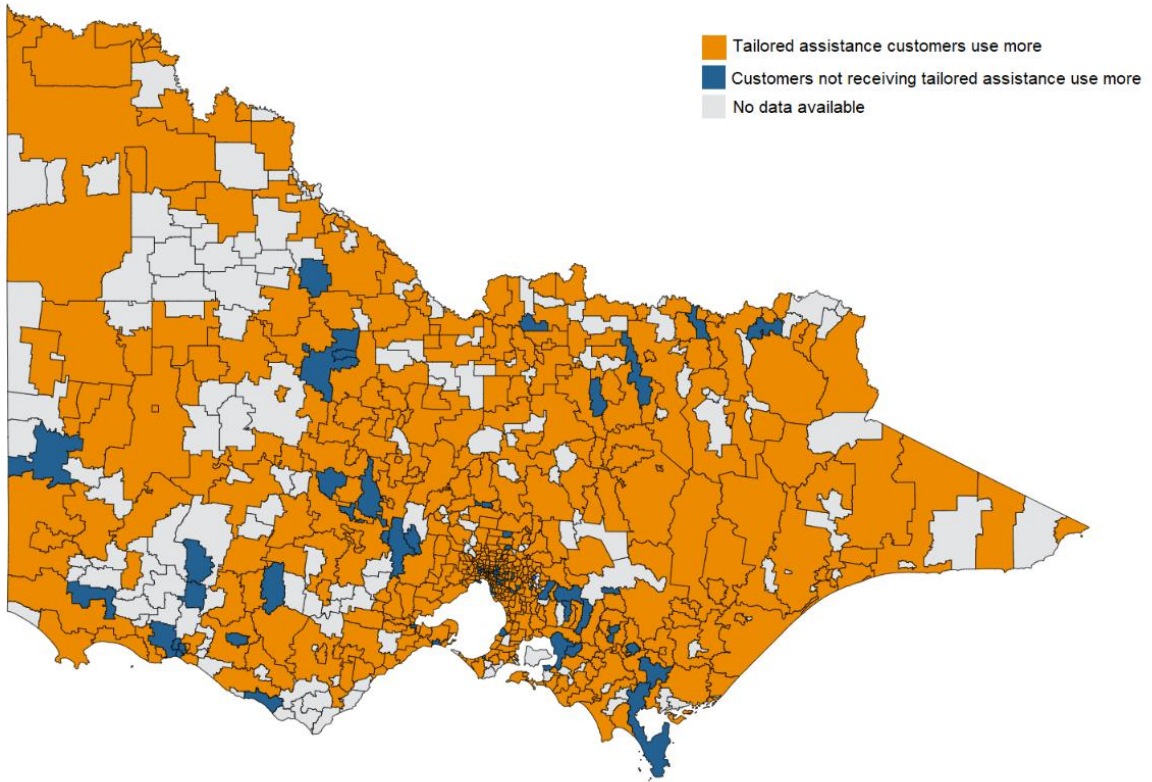 Tailored assistance customers use more
Customers not receiving tailored assistance use more
No data available